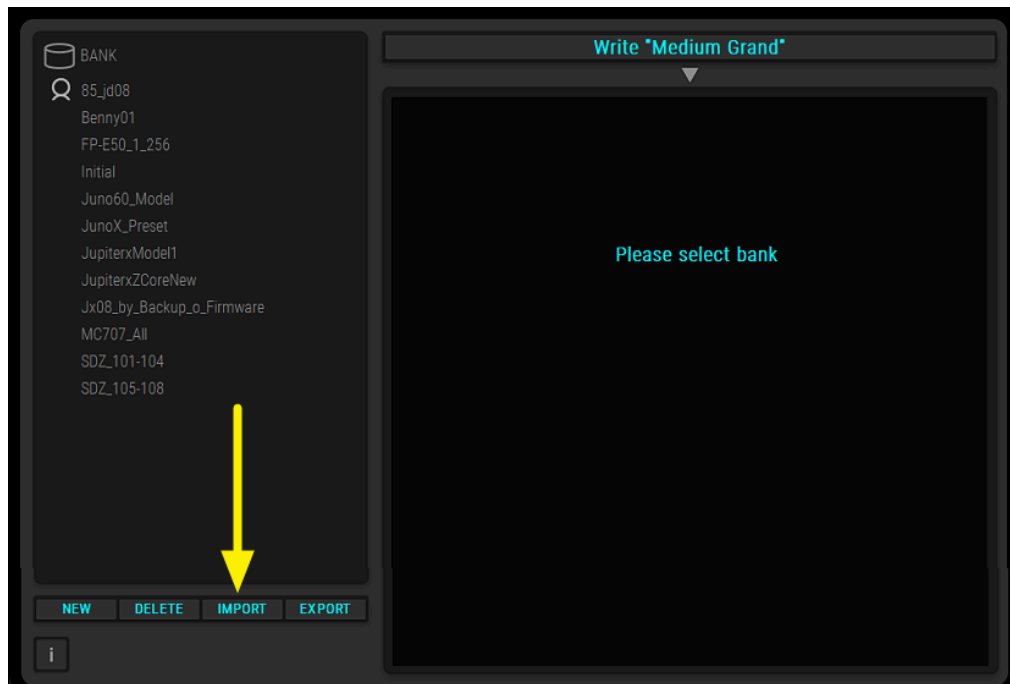 BANK
85_jd08
Benny01
FP-E50_1_256
Initial
Juno60_Model
JunoX_Preset
JupiterxModel1
JupiterxZCoreNew
Jx08_by_Backup_o_Firmware
MC707_All
SDZ_101-104
SDZ_105-108
NEW DELETE IMPORT EXPORT
i
Write "Medium Grand"
Please select bank